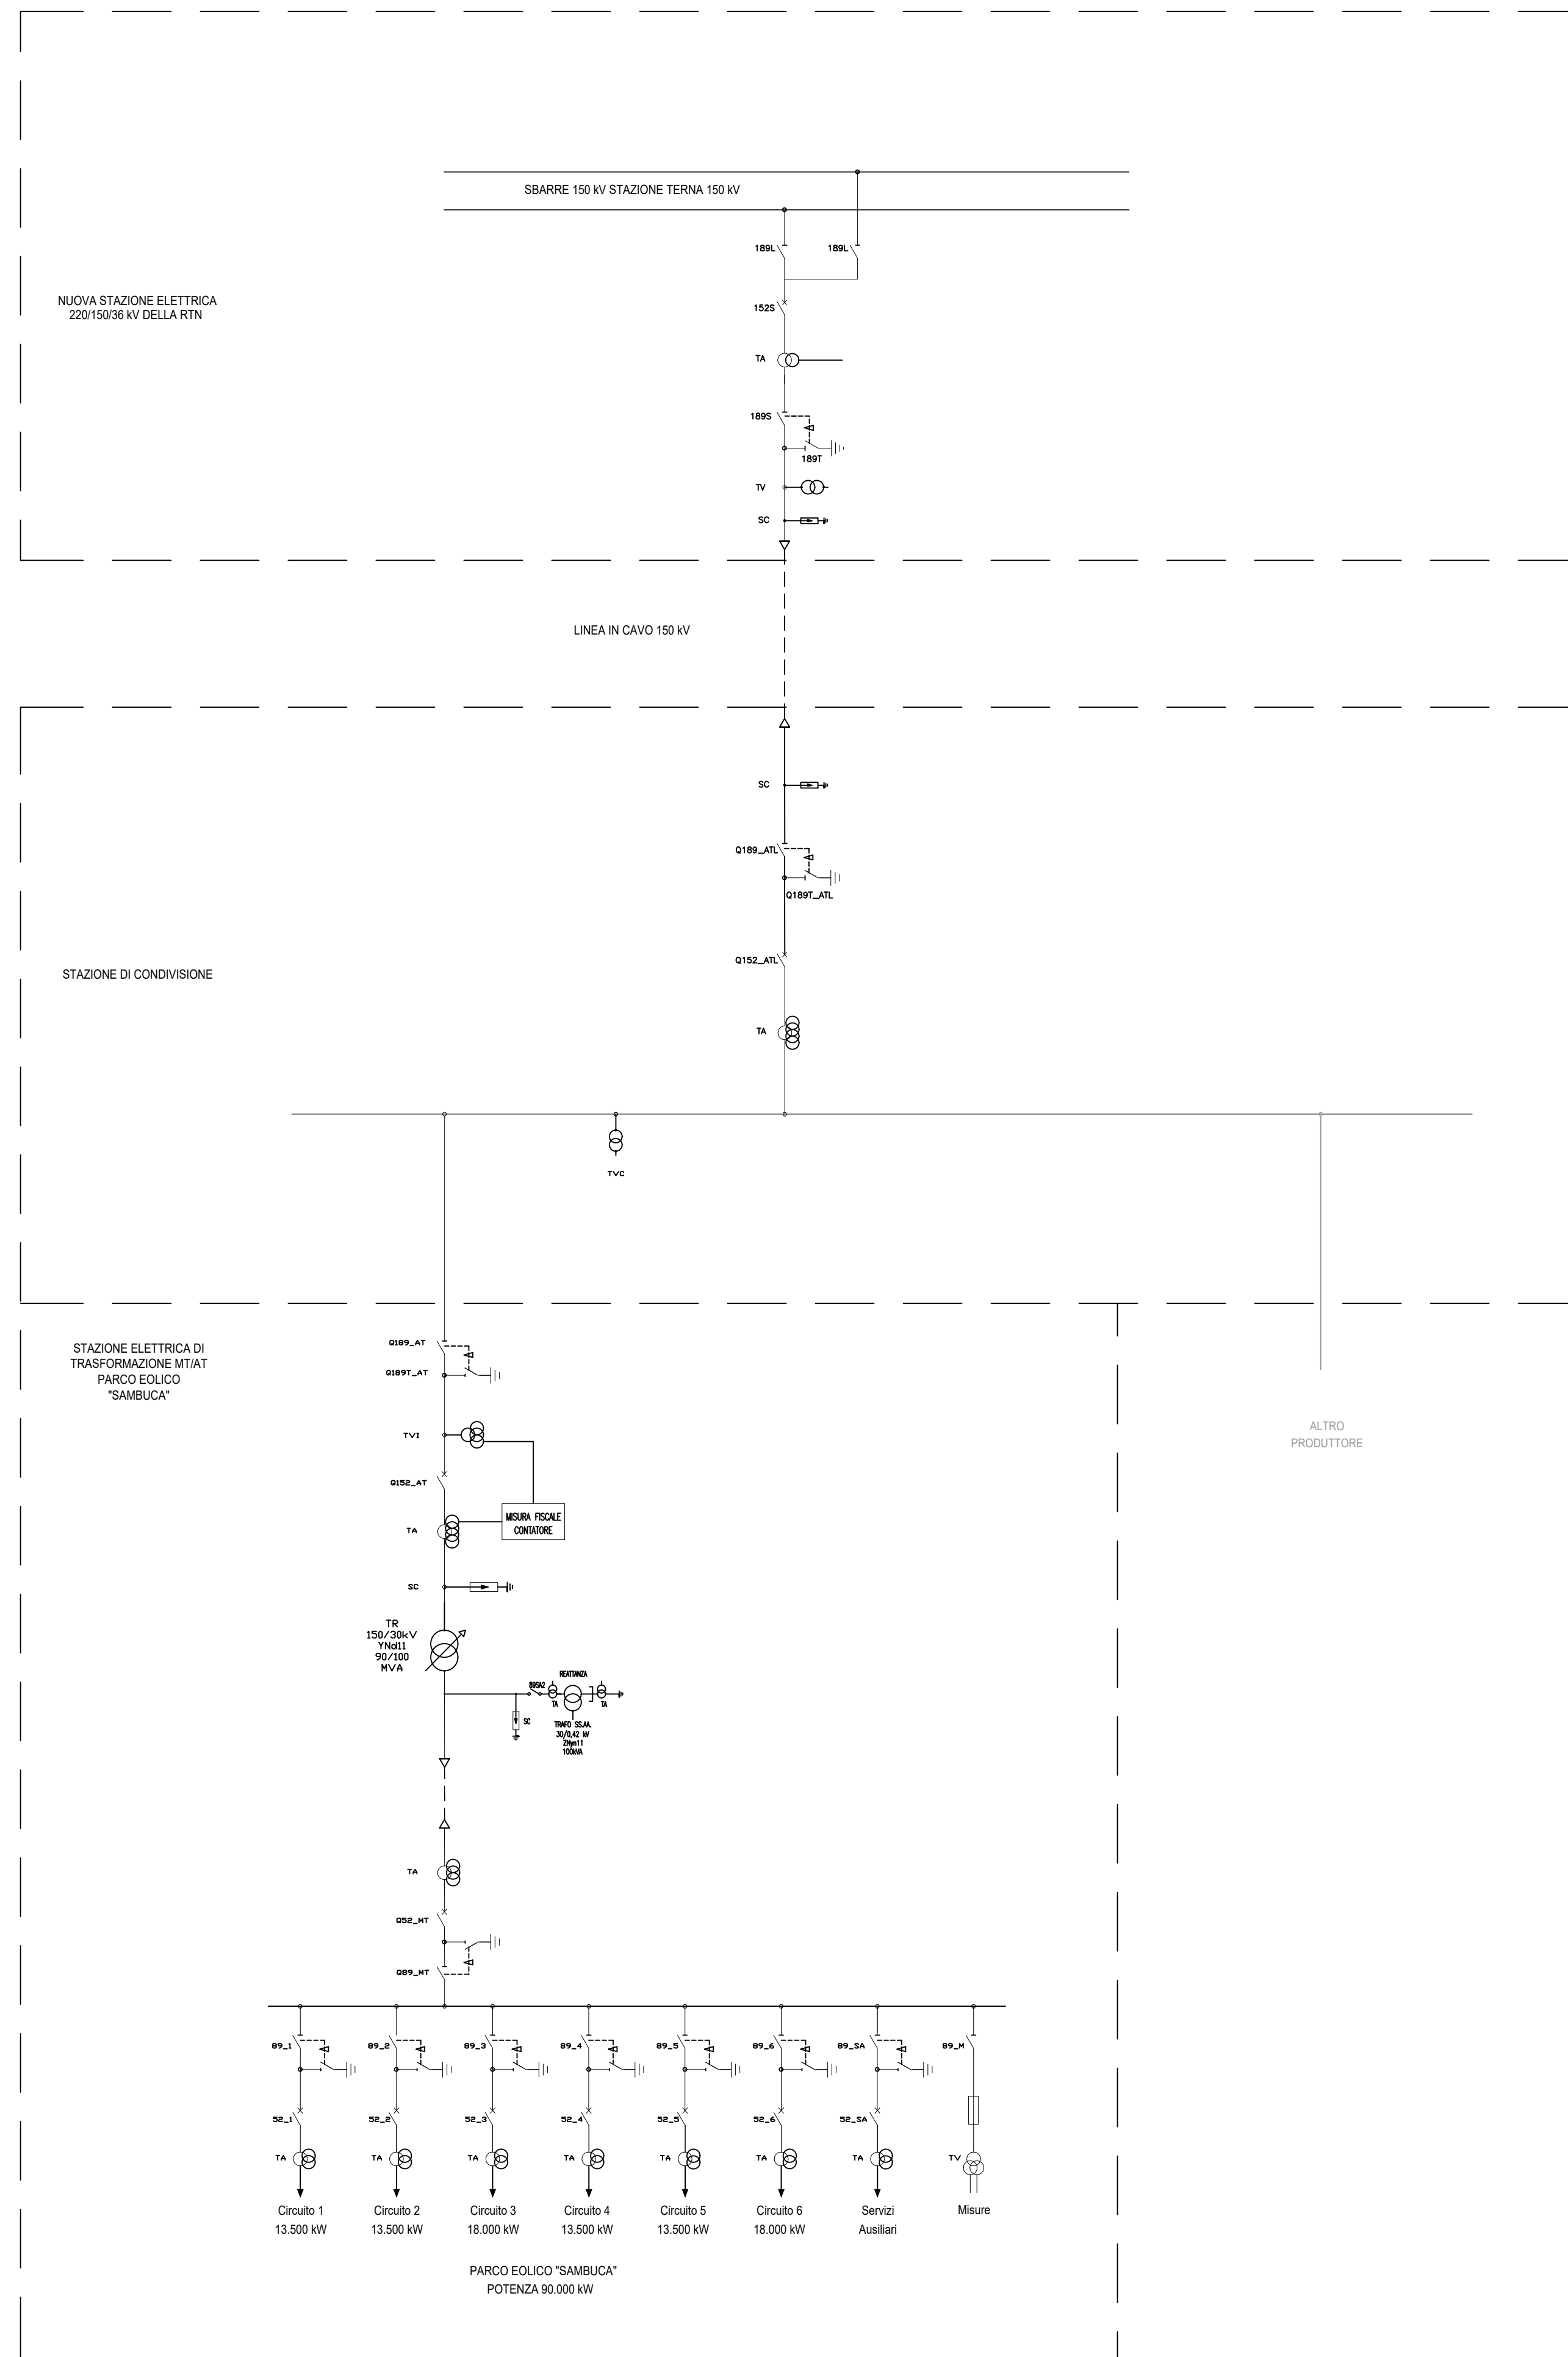 SBARRE 150 kV STAZIONE TERNA 150 kV
189L
189L
NUOVA STAZIONE ELETTRICA
220/150/36 kV DELLA RTN
152S
TA
189S
189T
TV
SC
LINEA IN CAVO 150 kV
SC
Q189_ATL
Q189T_ATL
Q152_ATL
STAZIONE DI CONDIVISIONE
TA
TVC
STAZIONE ELETTRICA DI
TRASFORMAZIONE MT/AT
PARCO EOLICO
"SAMBUCA"
Q189_AT
Q189T_AT
TVI
ALTRO
PRODUTTORE
Q152_AT
MISURA FISCALE
CONTATORE
TA
SC
TR
150/30kV
YNd11
90/100
MVA
REATTANZA
89SA2
TA
TA
SC
TRAFO SS.AA.
30/0,42 kV
ZNyn11
100kVA
TA
Q52_MT
Q89_MT
89_1
89_2
89_3
89_4
89_5
89_6
89_SA
89_M
52_1
52_2
52_3
52_4
52_5
52_6
52_SA
TA
TA
TA
TA
TA
TA
TA
TV
Circuito 1
13.500 kW
Circuito 2
13.500 kW
Circuito 3
18.000 kW
Circuito 4
13.500 kW
Circuito 5
13.500 kW
Circuito 6
18.000 kW
Servizi
Ausiliari
Misure
PARCO EOLICO "SAMBUCA"
POTENZA 90.000 kW